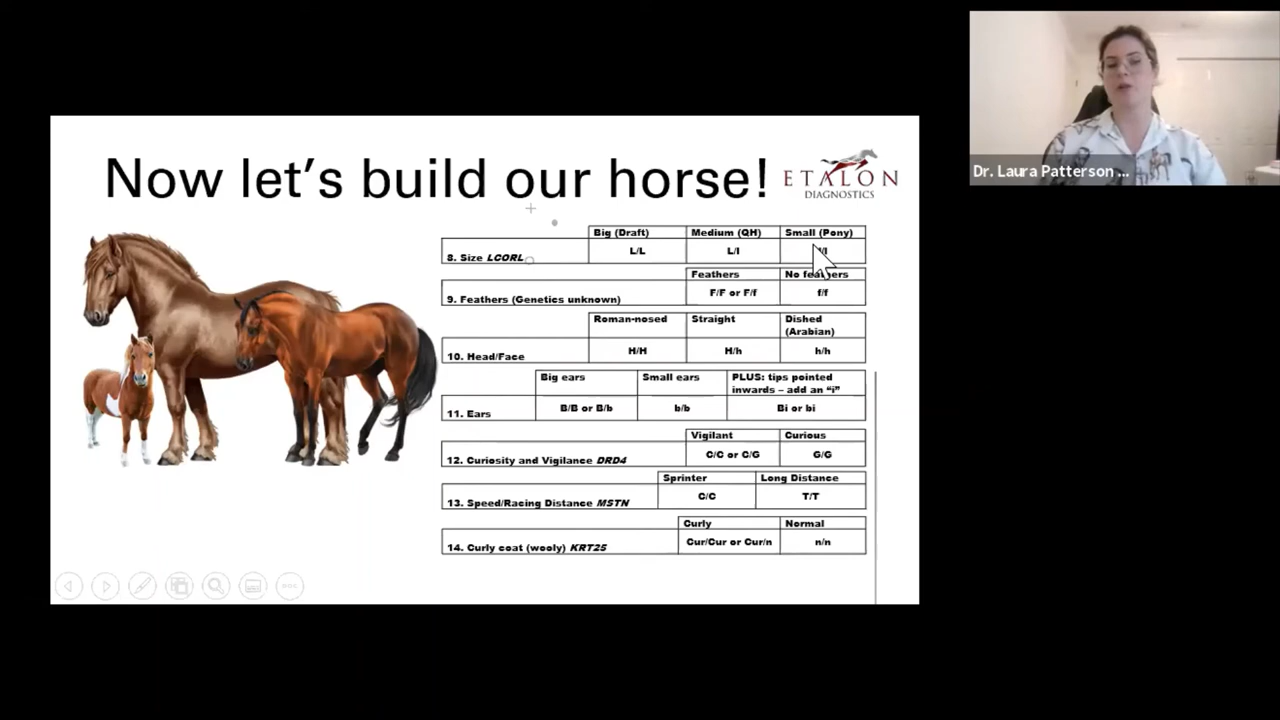 Now let's build our horse!
ETALON
DIAGNOSTICS
Dr. Laura Patterson ...
Big (Draft) Medium (QH) Small (Pony)
8. Size LCORL L/L L/l
Feathers No feathers
9. Feathers (Genetics unknown) F/F or F/f f/f
Roman-nosed Straight Dished
(Arabian)
10. Head/Face H/H H/h h/h
Big ears Small ears PLUS: tips pointed
inwards – add an "i"
11. Ears B/B or B/b b/b Bi or bi
Vigilant Curious
12. Curiosity and Vigilance DRD4 C/C or C/G G/G
Sprinter Long Distance
13. Speed/Racing Distance MSTN C/C T/T
Curly Normal
14. Curly coat (wooly) KRT25 Cur/Cur or Cur/n n/n